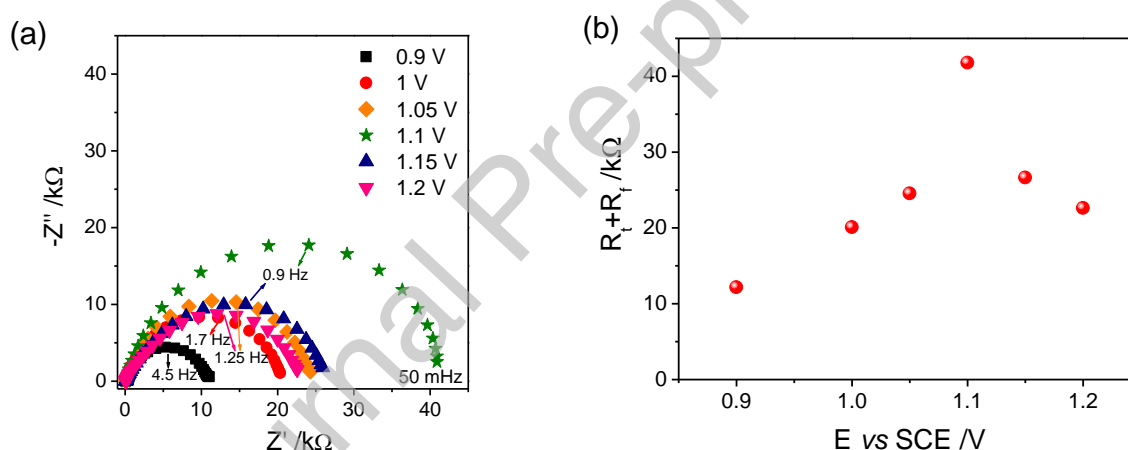 (a)
40
30
20
10
0
-Z''/kΩ
0.9 V
1 V
1.05 V
1.1 V
1.15 V
1.2 V
0.9 Hz
1.7 Hz
1.25 Hz
4.5 Hz
50 mHz
0 10 20 30 40
Z' /kΩ
(b)
40
30
20
10
0
Rt+Rf /kΩ
0.9 1.0 1.1 1.2
E vs SCE /V
rnal Pre-p